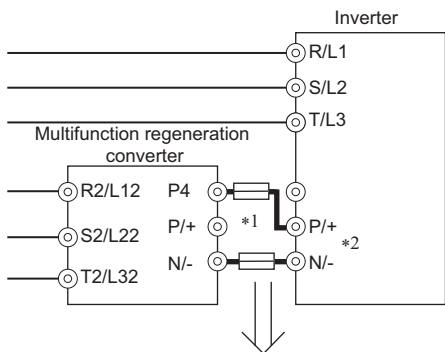 Inverter
R/L1
S/L2
T/L3
Multifunction regeneration
converter
R2/L12
P4
P/+
*1
P/+
S2/L22
*2
N/-
N/-
T2/L32